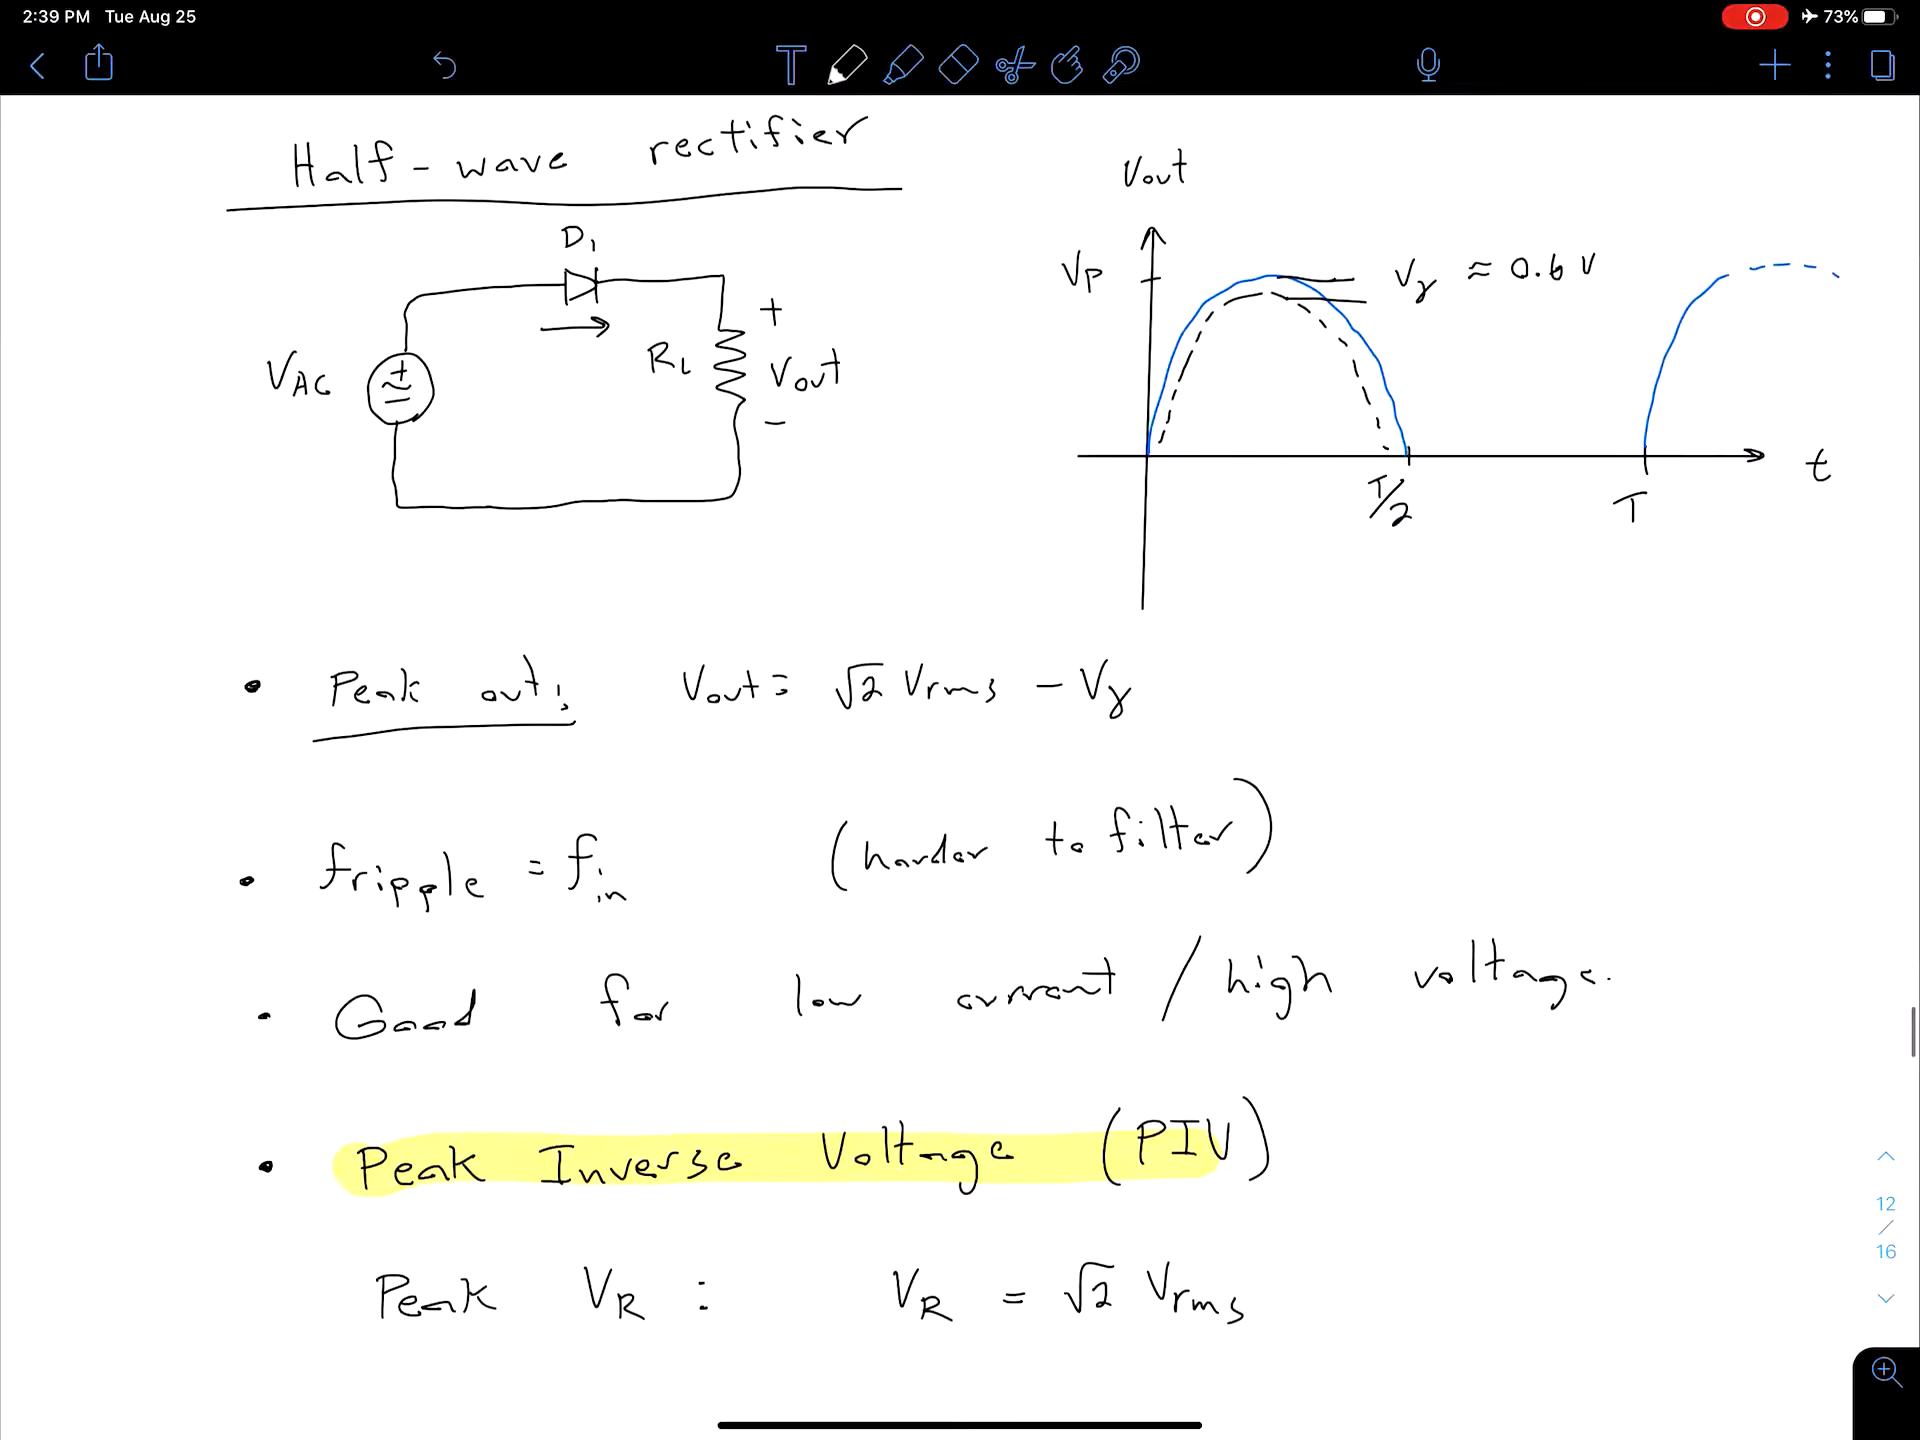 2:39 PM Tue Aug 25
73%
T
Half-wave rectifier
D1
VAC
RL
+
Vout
-
Vout
Vp
Vγ ≈ 0.6 V
T/2
T
t
• Peak out: Vout = √2 Vrms - Vγ
• fripple = fin (harder to filter)
• Good for low current / high voltage.
• Peak Inverse Voltage (PIV)
Peak VR : VR = √2 Vrms
12
/
16